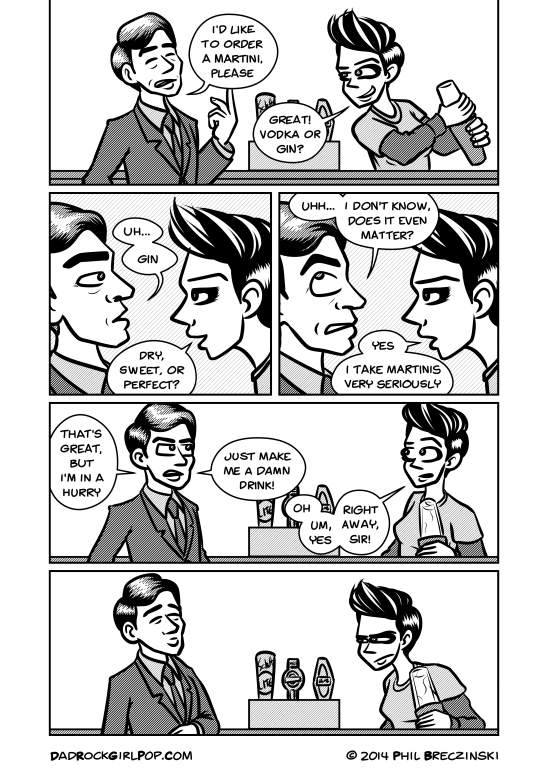 I'D LIKE
TO ORDER
A MARTINI,
PLEASE
GREAT!
VODKA OR
GIN?
UH...
GIN
DRY,
SWEET, OR
PERFECT?
UHH...
I DON'T KNOW,
DOES IT EVEN
MATTER?
YES
I TAKE MARTINIS
VERY SERIOUSLY
THAT'S
GREAT,
BUT
I'M IN A
HURRY
JUST MAKE
ME A DAMN
DRINK!
OH
UM,
YES
RIGHT
AWAY,
SIR!
DADROCKGIRLPOP.COM
© 2014 PHIL BRECZINSKI